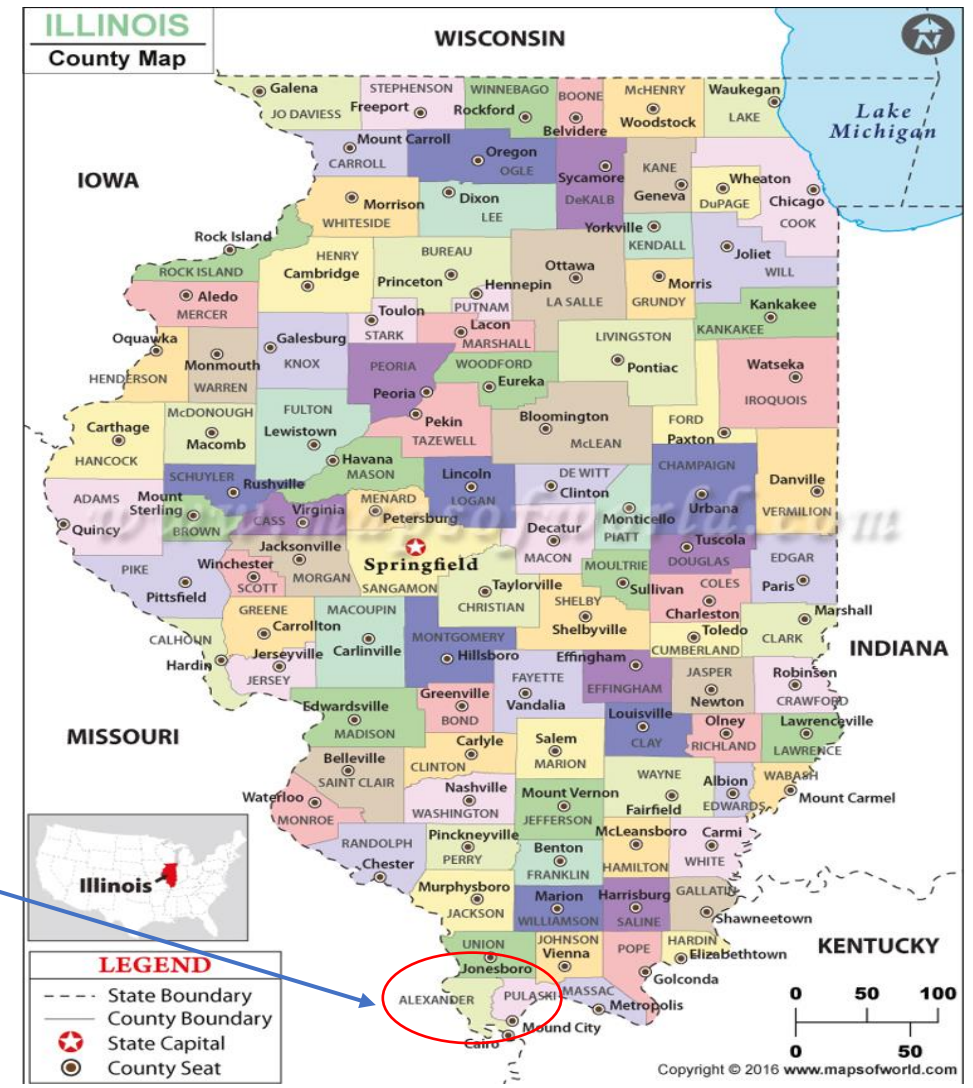 ILLINOIS
County Map
WISCONSIN
N
Lake
Michigan
IOWA
MISSOURI
INDIANA
KENTUCKY
Galena
JO DAVIESS
STEPHENSON
Freeport
WINNEBAGO
Rockford
BOONE
Belvidere
McHENRY
Woodstock
Waukegan
LAKE
Mount Carroll
CARROLL
Oregon
OGLE
Sycamore
DeKALB
KANE
Geneva
Wheaton
DuPAGE
Chicago
COOK
Morrison
WHITESIDE
Dixon
LEE
Yorkville
KENDALL
Joliet
WILL
Rock Island
ROCK ISLAND
HENRY
Cambridge
BUREAU
Princeton
Hennepin
PUTNAM
Ottawa
LA SALLE
Morris
GRUNDY
Kankakee
KANKAKEE
Aledo
MERCER
Toulon
STARK
Lacon
MARSHALL
LIVINGSTON
Pontiac
Watseka
IROQUOIS
Oquawka
HENDERSON
Monmouth
WARREN
Galesburg
KNOX
PEORIA
Peoria
WOODFORD
Eureka
Carthage
HANCOCK
McDONOUGH
Macomb
FULTON
Lewistown
Pekin
TAZEWELL
Bloomington
McLEAN
FORD
Paxton
SCHUYLER
Rushville
Havana
MASON
Lincoln
LOGAN
DE WITT
Clinton
CHAMPAIGN
Urbana
Danville
VERMILION
ADAMS
Quincy
Mount
Sterling
BROWN
CASS
Virginia
MENARD
Petersburg
Decatur
MACON
Monticello
PIATT
www.mapsofworld.com
PIKE
Pittsfield
Winchester
SCOTT
Jacksonville
MORGAN
Springfield
SANGAMON
Taylorville
CHRISTIAN
MOULTRIE
Sullivan
Tuscola
DOUGLAS
EDGAR
Paris
COLES
Charleston
GREENE
Carrollton
MACOUPIN
Carlinville
SHELBY
Shelbyville
Toledo
CUMBERLAND
Marshall
CLARK
CALHOUN
Hardin
Jerseyville
JERSEY
MONTGOMERY
Hillsboro
Effingham
EFFINGHAM
JASPER
Newton
Robinson
CRAWFORD
Edwardsville
MADISON
Greenville
BOND
FAYETTE
Vandalia
Louisville
CLAY
Olney
RICHLAND
Lawrenceville
LAWRENCE
Belleville
SAINT CLAIR
Carlyle
CLINTON
Salem
MARION
WAYNE
Fairfield
Albion
EDWARDS
WABASH
Mount Carmel
Waterloo
MONROE
Nashville
WASHINGTON
Mount Vernon
JEFFERSON
RANDOLPH
Chester
Pinckneyville
PERRY
Benton
FRANKLIN
McLeansboro
HAMILTON
Carmi
WHITE
Murphysboro
JACKSON
Marion
WILLIAMSON
Harrisburg
SALINE
GALLATIN
Shawneetown
UNION
Jonesboro
JOHNSON
Vienna
POPE
Golconda
HARDIN
Elizabethtown
ALEXANDER
Cairo
PULASKI
Mound City
MASSAC
Metropolis
Illinois
LEGEND
State Boundary
County Boundary
State Capital
County Seat
0 50 100
0 50
Copyright © 2016 www.mapsofworld.com